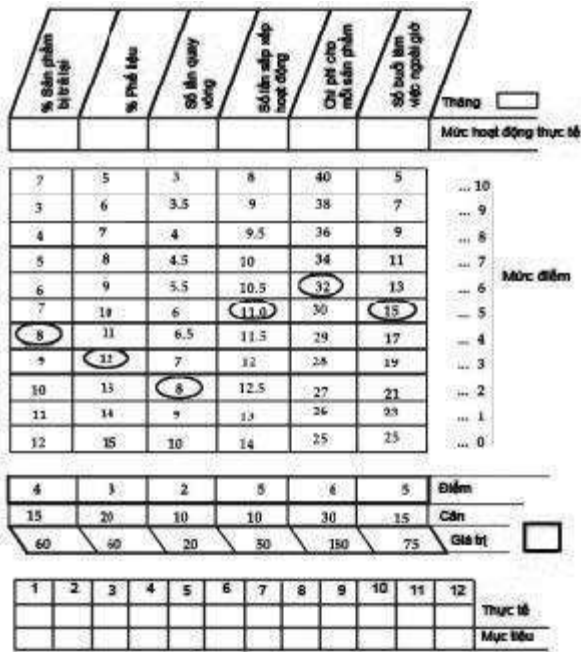 % Sản phẩm bị trả lại
% Phế liệu
Số lần quay vòng
Số lần sắp xếp hoạt động
Chi phí cho mỗi sản phẩm
Số buổi làm việc ngoài giờ
Tháng
Mức hoạt động thực tế
2 5 3 8 40 5 ... 10
3 6 3.5 9 38 7 ... 9
4 7 4 9.5 36 9 ... 8
5 8 4.5 10 34 11 ... 7
6 9 5.5 10.5 32 13 ... 6
Mức điểm
7 10 6 11.0 30 15 ... 5
8 11 6.5 11.5 29 17 ... 4
9 12 7 12 28 19 ... 3
10 13 8 12.5 27 21 ... 2
11 14 9 13 26 23 ... 1
12 15 10 14 25 25 ... 0
4 3 2 5 6 5 Điểm
15 20 10 10 30 15 Cân
60 60 20 50 180 75 Giá trị
1 2 3 4 5 6 7 8 9 10 11 12
Thực tế
Mục tiêu